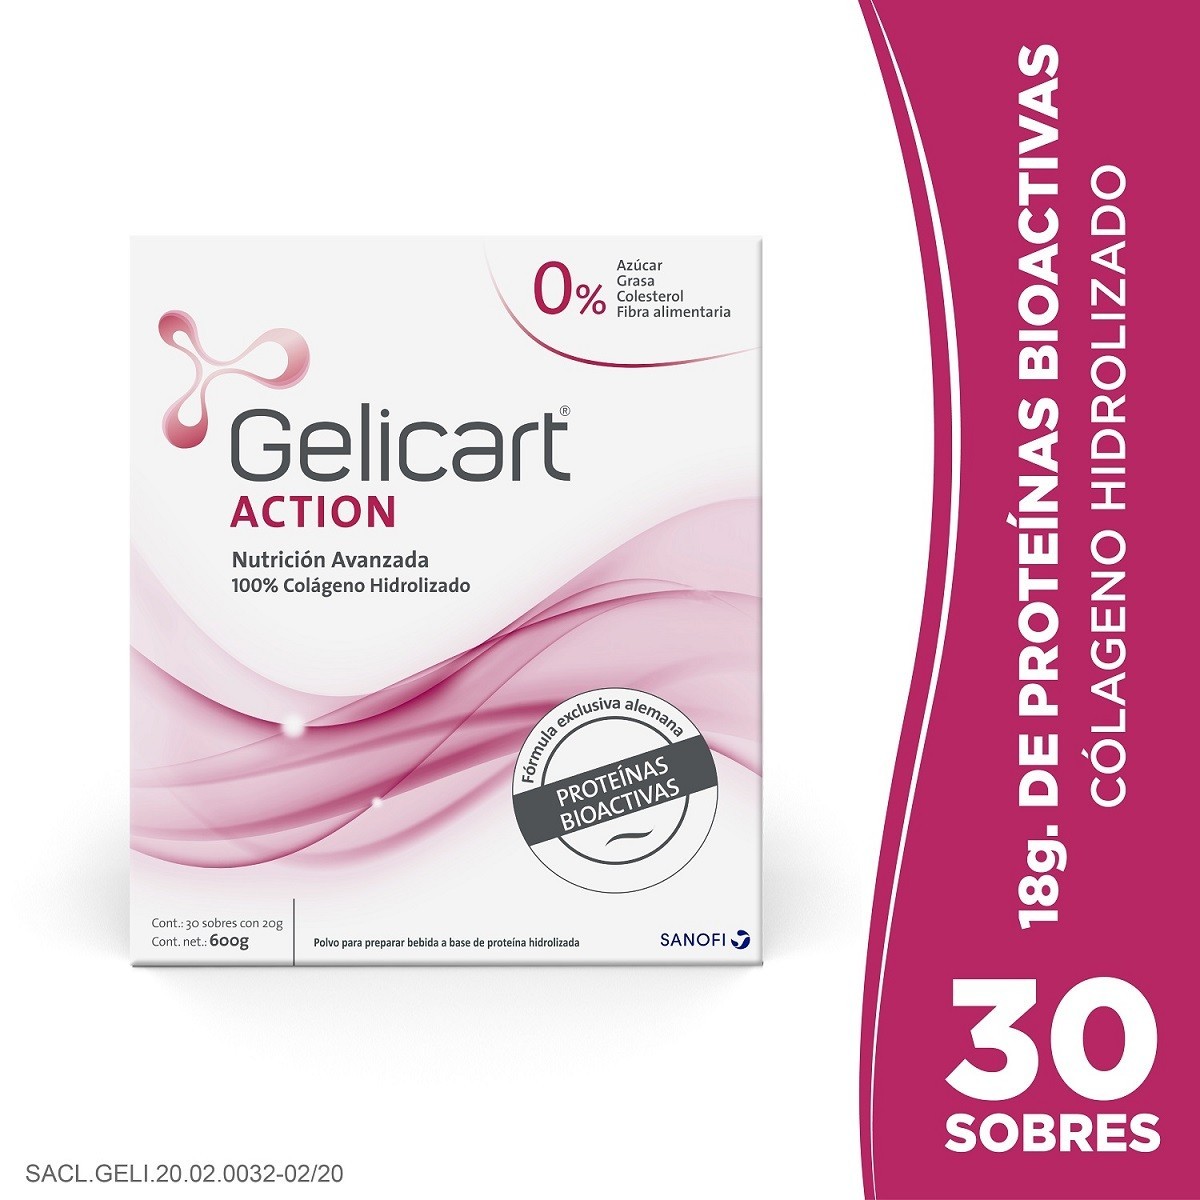 0%
Azúcar
Grasa
Colesterol
Fibra alimentaria
Gelicart®
ACTION
Nutrición Avanzada
100% Colágeno Hidrolizado
Fórmula exclusiva alemana
PROTEÍNAS
BIOACTIVAS
Cont.: 30 sobres con 20g
Cont. net.: 600g
Polvo para preparar bebida a base de proteína hidrolizada
SANOFI
18g. DE PROTEÍNAS BIOACTIVAS
CÓLAGENO HIDROLIZADO
30
SOBRES
SACL.GELI.20.02.0032-02/20